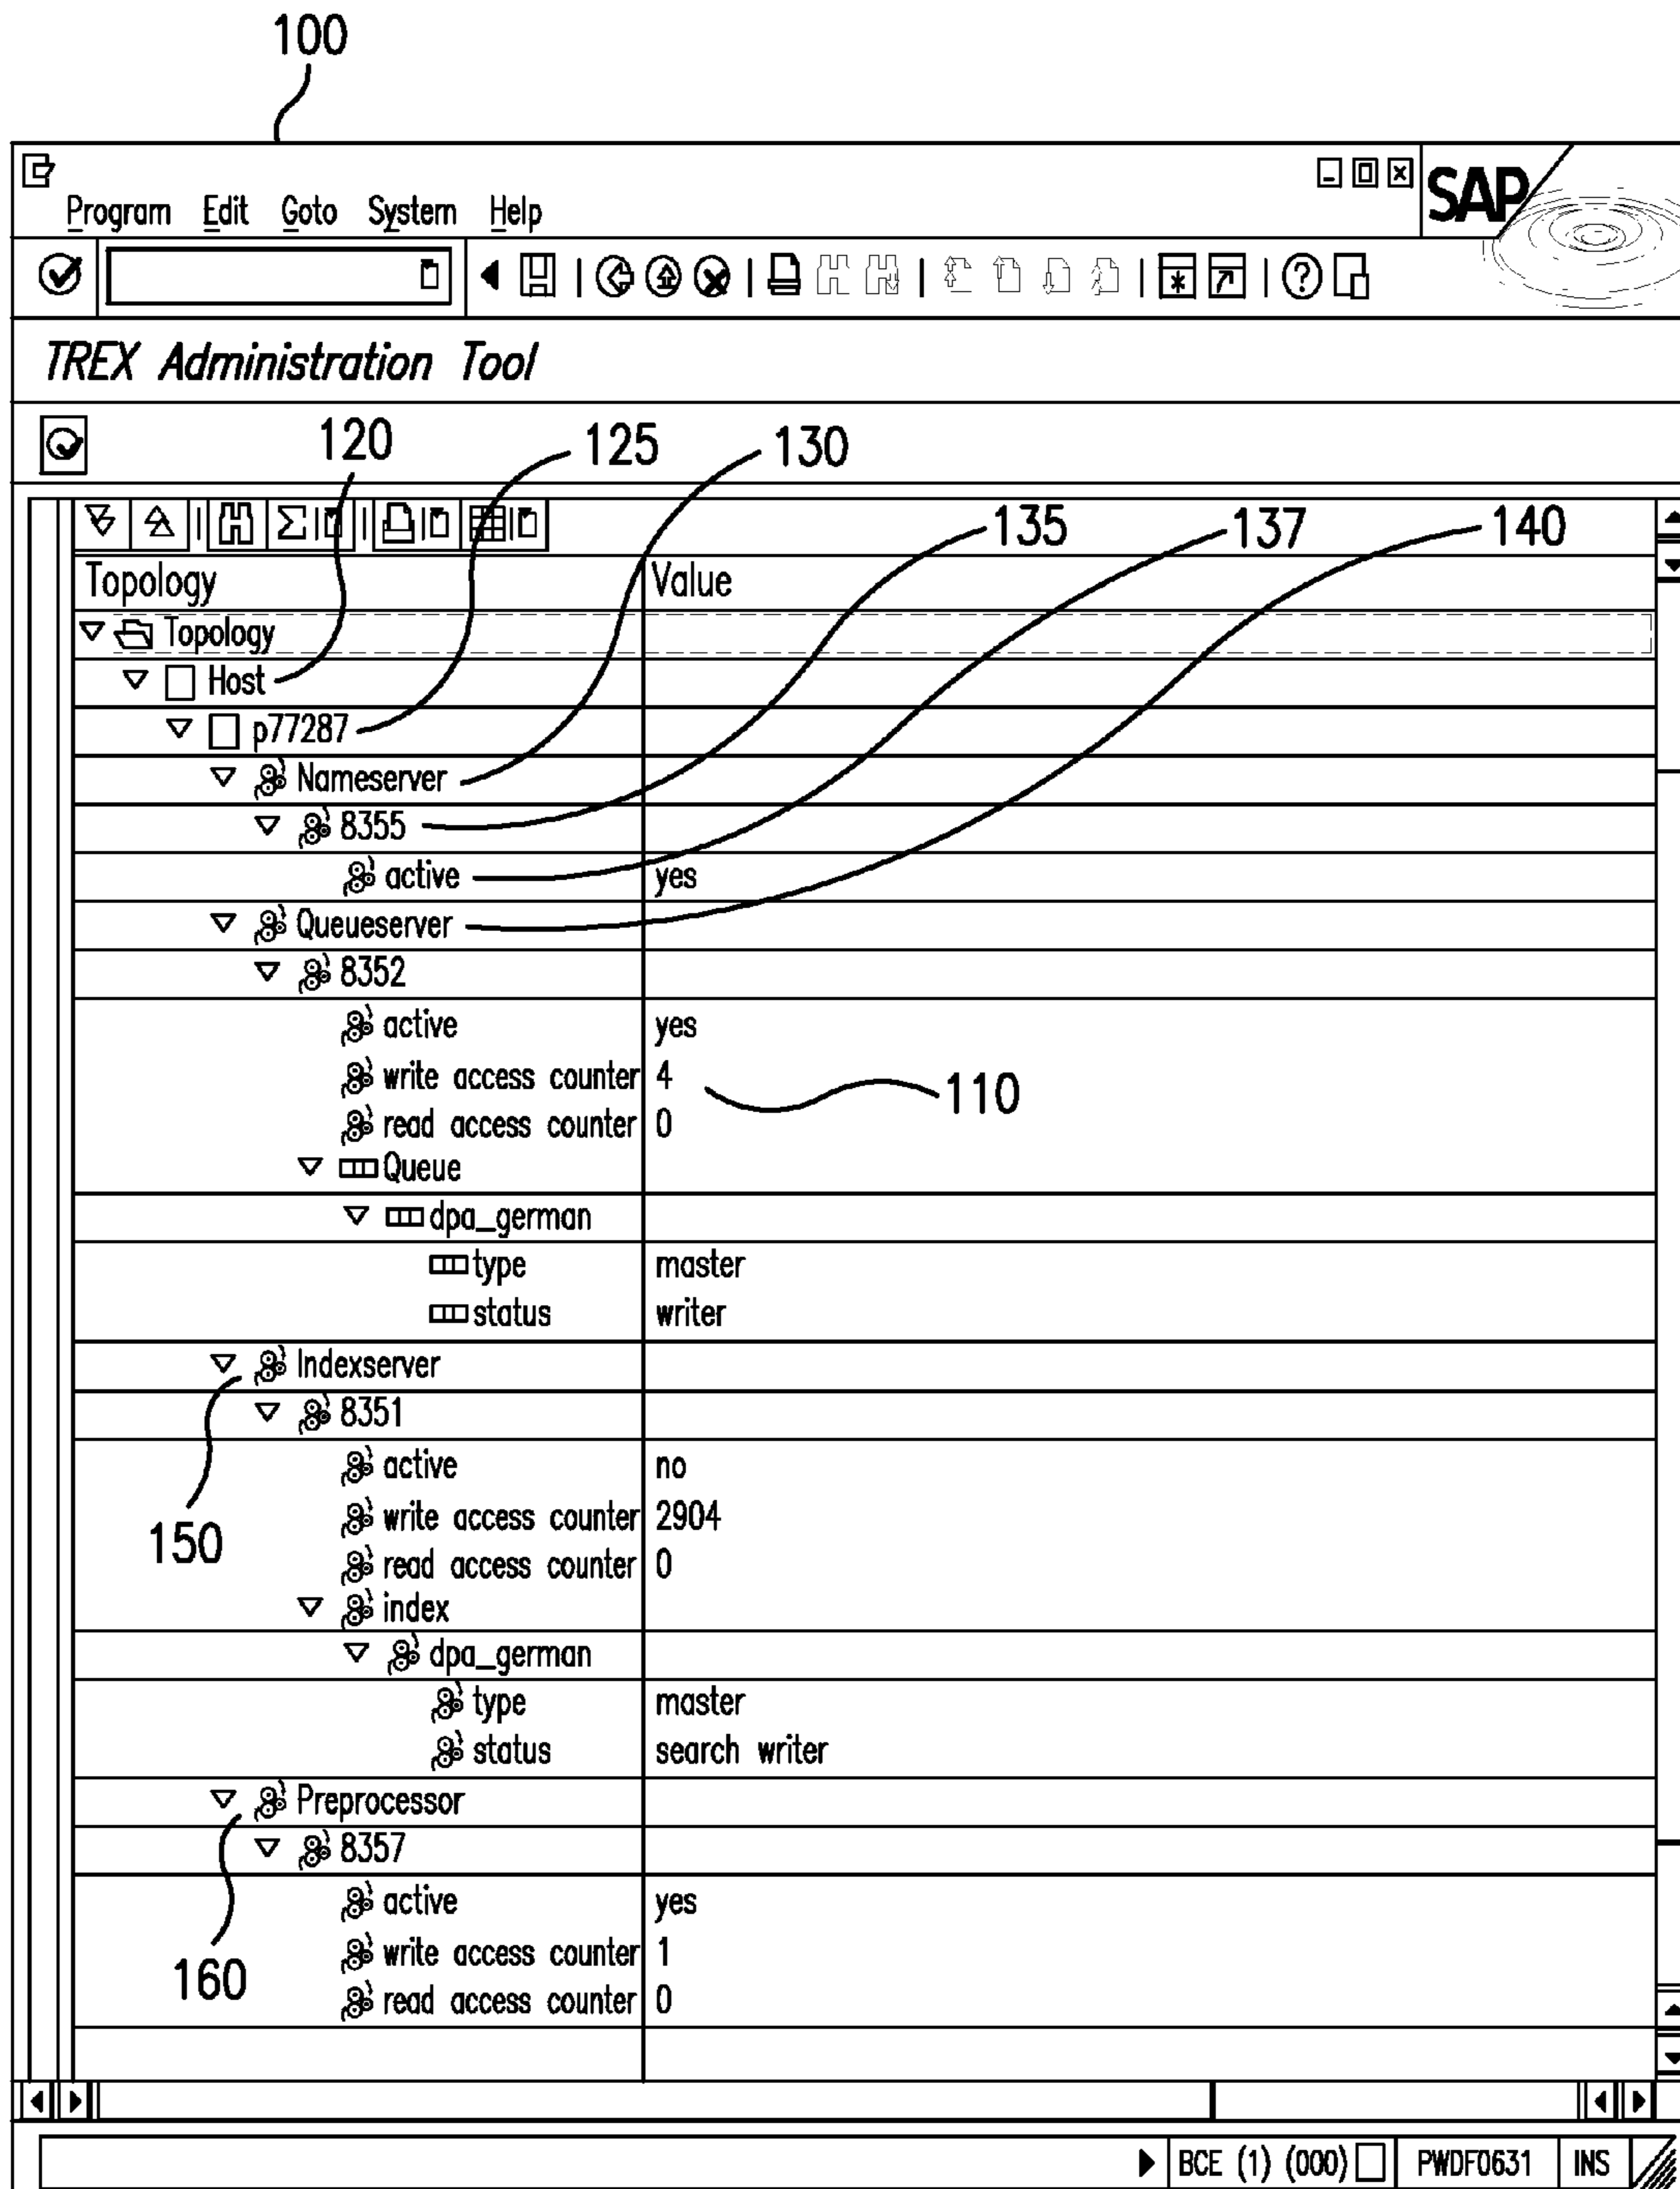 100
Program Edit Goto System Help
SAP
TREX Administration Tool
120 125 130
135 137 140
Topology Value
Topology
Host
p77287
Nameserver
8355
active yes
Queueserver
8352
active yes
write access counter 4
110
read access counter 0
Queue
dpa_german
type master
status writer
Indexserver
8351
active no
write access counter 2904
150
read access counter 0
index
dpa_german
type master
status search writer
Preprocessor
8357
active yes
write access counter 1
160
read access counter 0
BCE (1) (000) PWDF0631 INS